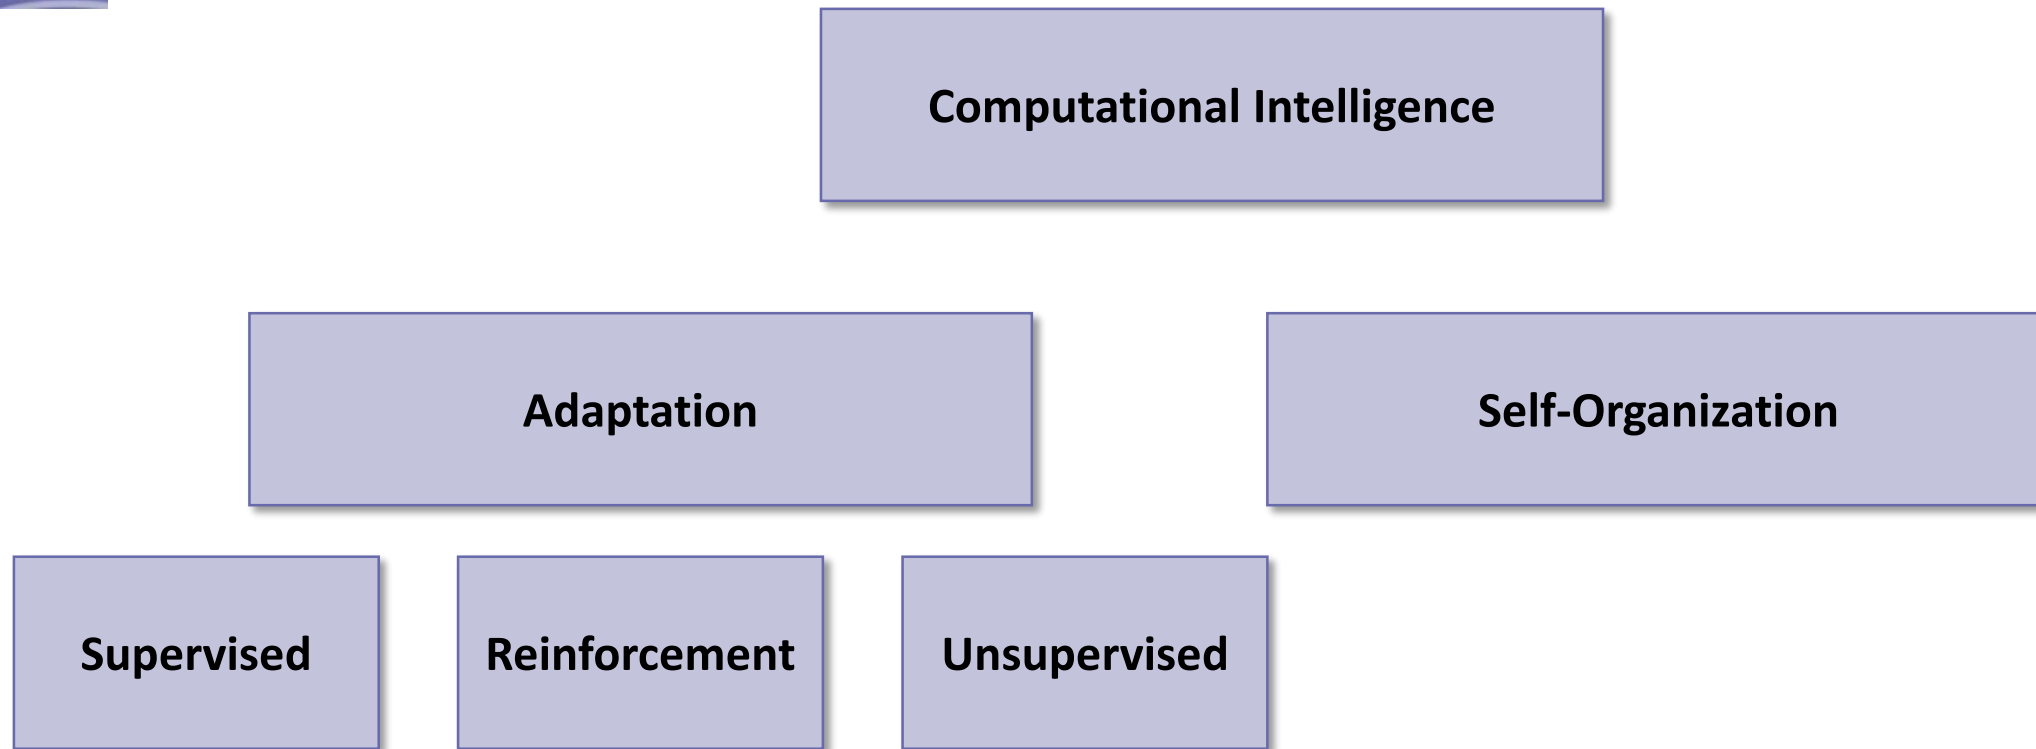 Computational Intelligence
Adaptation
Self-Organization
Supervised
Reinforcement
Unsupervised